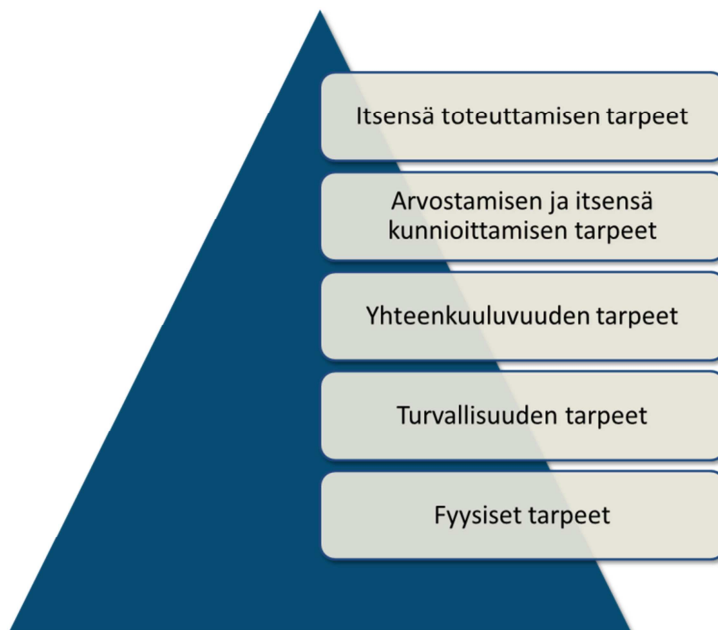 Itsensä toteuttamisen tarpeet
Arvostamisen ja itsensä
kunnioittamisen tarpeet
Yhteenkuuluvuuden tarpeet
Turvallisuuden tarpeet
Fyysiset tarpeet